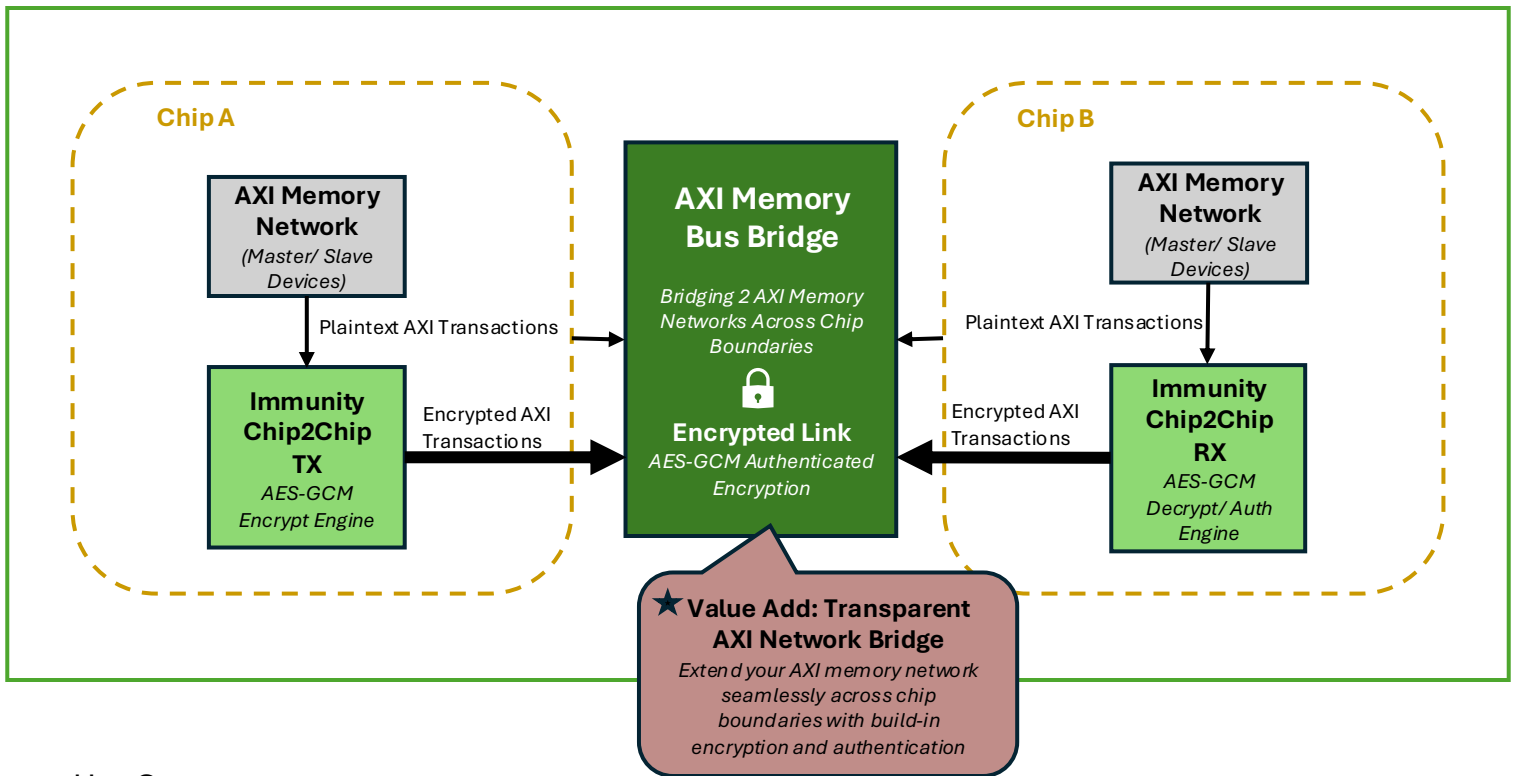 Chip A
AXI Memory
Network
(Master/ Slave
Devices)
Plaintext AXI Transactions
Immunity
Chip2Chip
TX
AES-GCM
Encrypt Engine
Encrypted AXI
Transactions
AXI Memory
Bus Bridge
Bridging 2 AXI Memory
Networks Across Chip
Boundaries
Encrypted Link
AES-GCM Authenticated
Encryption
Chip B
AXI Memory
Network
(Master/ Slave
Devices)
Plaintext AXI Transactions
Encrypted AXI
Transactions
Immunity
Chip2Chip
RX
AES-GCM
Decrypt/ Auth
Engine
Value Add: Transparent
AXI Network Bridge
Extend your AXI memory network
seamlessly across chip
boundaries with build-in
encryption and authentication